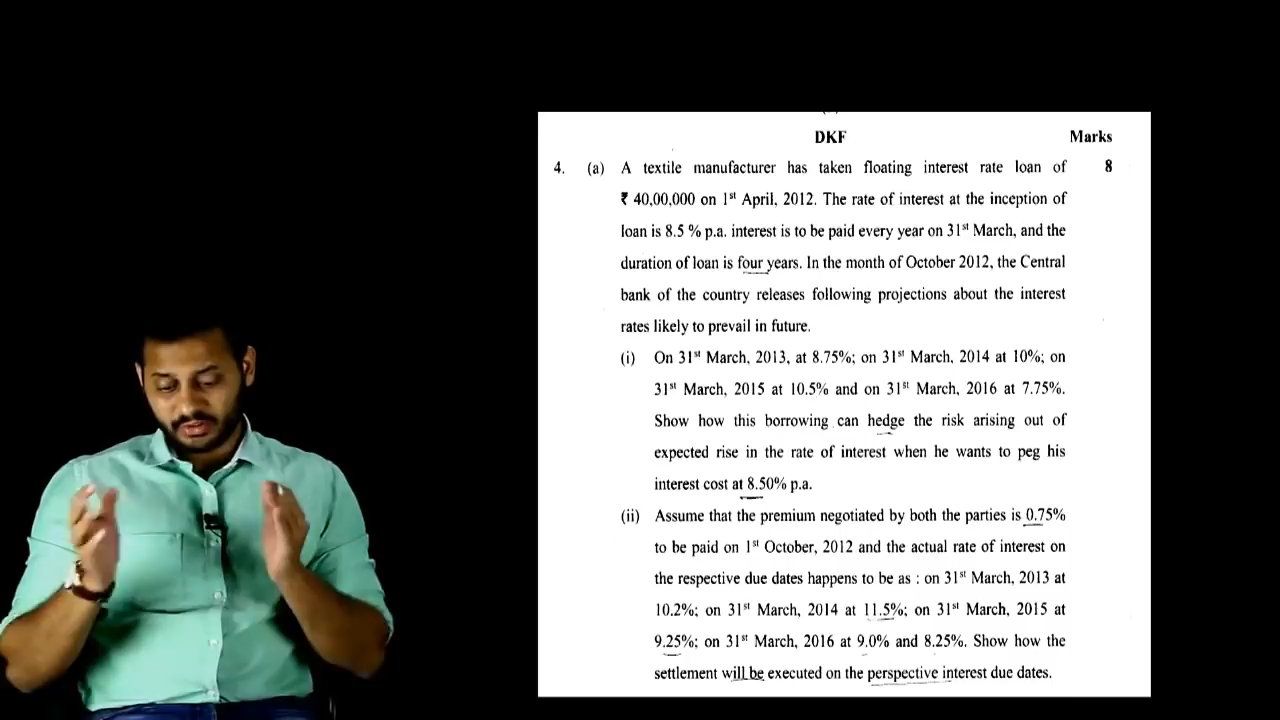 DKF Marks
4. (a) A textile manufacturer has taken floating interest rate loan of 8
₹ 40,00,000 on 1st April, 2012. The rate of interest at the inception of
loan is 8.5 % p.a. interest is to be paid every year on 31st March, and the
duration of loan is four years. In the month of October 2012, the Central
bank of the country releases following projections about the interest
rates likely to prevail in future.
(i) On 31st March, 2013, at 8.75%; on 31st March, 2014 at 10%; on
31st March, 2015 at 10.5% and on 31st March, 2016 at 7.75%.
Show how this borrowing can hedge the risk arising out of
expected rise in the rate of interest when he wants to peg his
interest cost at 8.50% p.a.
(ii) Assume that the premium negotiated by both the parties is 0.75%
to be paid on 1st October, 2012 and the actual rate of interest on
the respective due dates happens to be as : on 31st March, 2013 at
10.2%; on 31st March, 2014 at 11.5%; on 31st March, 2015 at
9.25%; on 31st March, 2016 at 9.0% and 8.25%. Show how the
settlement will be executed on the perspective interest due dates.